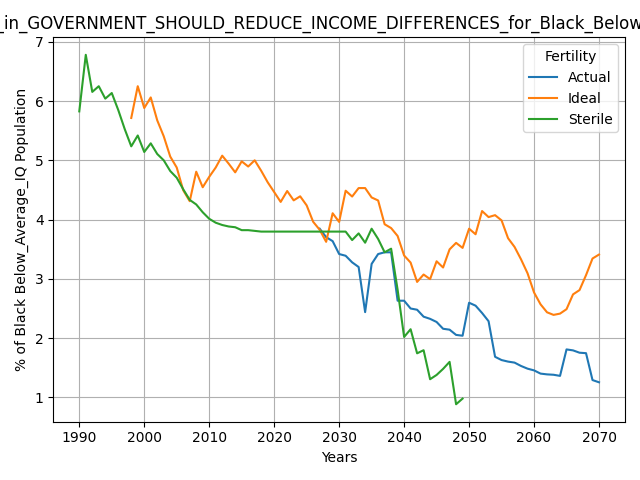 _in_GOVERNMENT_SHOULD_REDUCE_INCOME_DIFFERENCES_for_Black_Below
% of Black Below_Average_IQ Population
7
6
5
4
3
2
1
Fertility
Actual
Ideal
Sterile
1990 2000 2010 2020 2030 2040 2050 2060 2070
Years